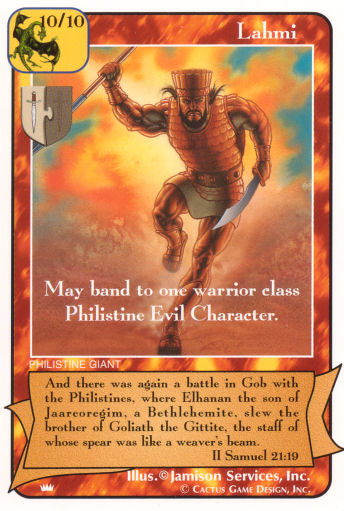 10/10
Lahmi
May band to one warrior class
Philistine Evil Character.
PHILISTINE GIANT
And there was again a battle in Gob with
the Philistines, where Elhanan the son of
Jaareoregim, a Bethlehemite, slew the
brother of Goliath the Gittite, the staff of
whose spear was like a weaver's beam.
II Samuel 21:19
Illus.©Jamison Services, Inc.
© Cactus Game Design, Inc.